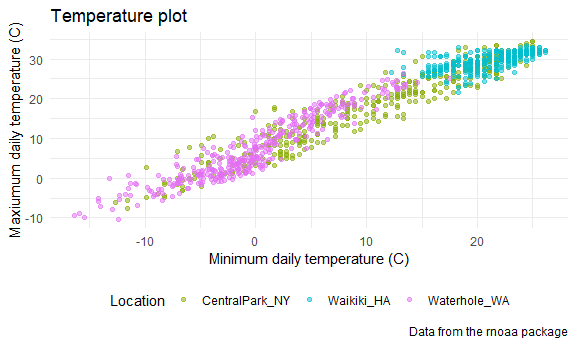 Temperature plot
Maxiumum daily temperature (C)
30
20
10
0
-10
-10 0 10 20
Minimum daily temperature (C)
Location CentralPark_NY Waikiki_HA Waterhole_WA
Data from the rnoaa package